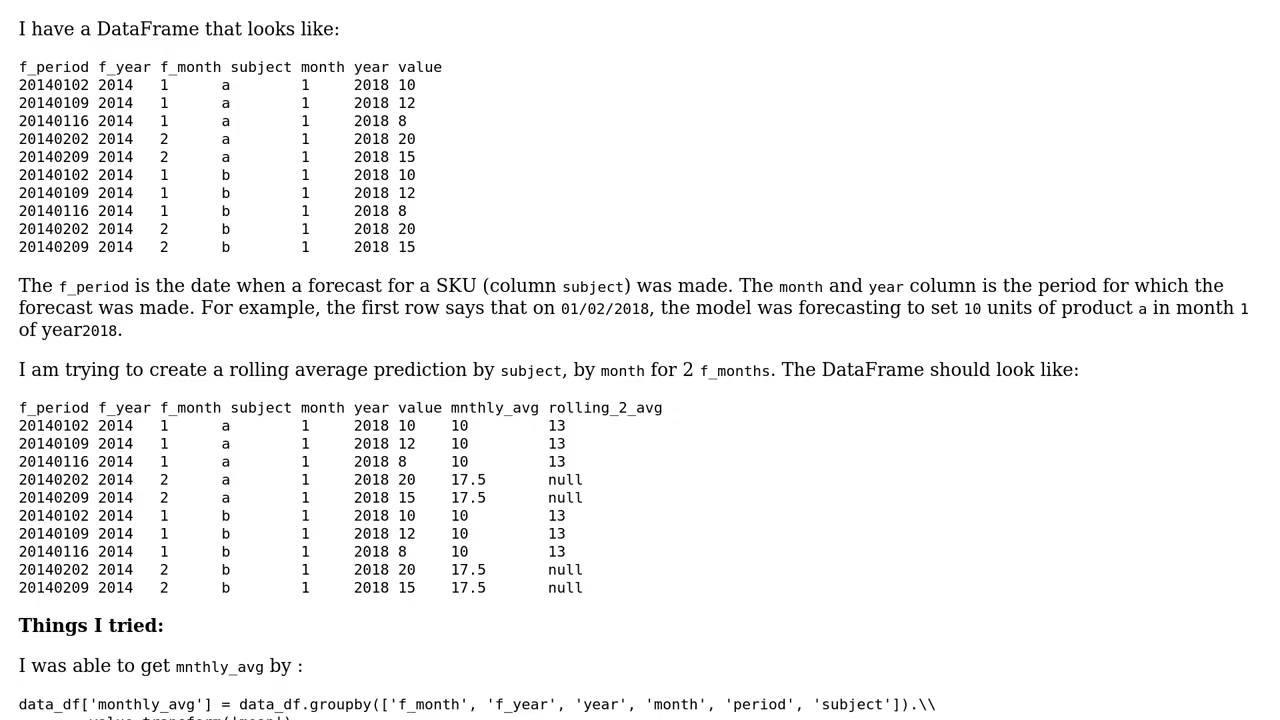 I have a DataFrame that looks like:
f_period f_year f_month subject month year value
20140102 2014   1      a        1     2018 10
20140109 2014   1      a        1     2018 12
20140116 2014   1      a        1     2018 8
20140202 2014   2      a        1     2018 20
20140209 2014   2      a        1     2018 15
20140102 2014   1      b        1     2018 10
20140109 2014   1      b        1     2018 12
20140116 2014   1      b        1     2018 8
20140202 2014   2      b        1     2018 20
20140209 2014   2      b        1     2018 15
The f_period is the date when a forecast for a SKU (column subject) was made. The month and year column is the period for which the
forecast was made. For example, the first row says that on 01/02/2018, the model was forecasting to set 10 units of product a in month 1
of year2018.
I am trying to create a rolling average prediction by subject, by month for 2 f_months. The DataFrame should look like:
f_period f_year f_month subject month year value mnthly_avg rolling_2_avg
20140102 2014   1      a        1     2018 10    10         13
20140109 2014   1      a        1     2018 12    10         13
20140116 2014   1      a        1     2018 8     10         13
20140202 2014   2      a        1     2018 20    17.5       null
20140209 2014   2      a        1     2018 15    17.5       null
20140102 2014   1      b        1     2018 10    10         13
20140109 2014   1      b        1     2018 12    10         13
20140116 2014   1      b        1     2018 8     10         13
20140202 2014   2      b        1     2018 20    17.5       null
20140209 2014   2      b        1     2018 15    17.5       null
Things I tried:
I was able to get mnthly_avg by :
data_df['monthly_avg'] = data_df.groupby(['f_month', 'f_year', 'year', 'month', 'period', 'subject']).\\